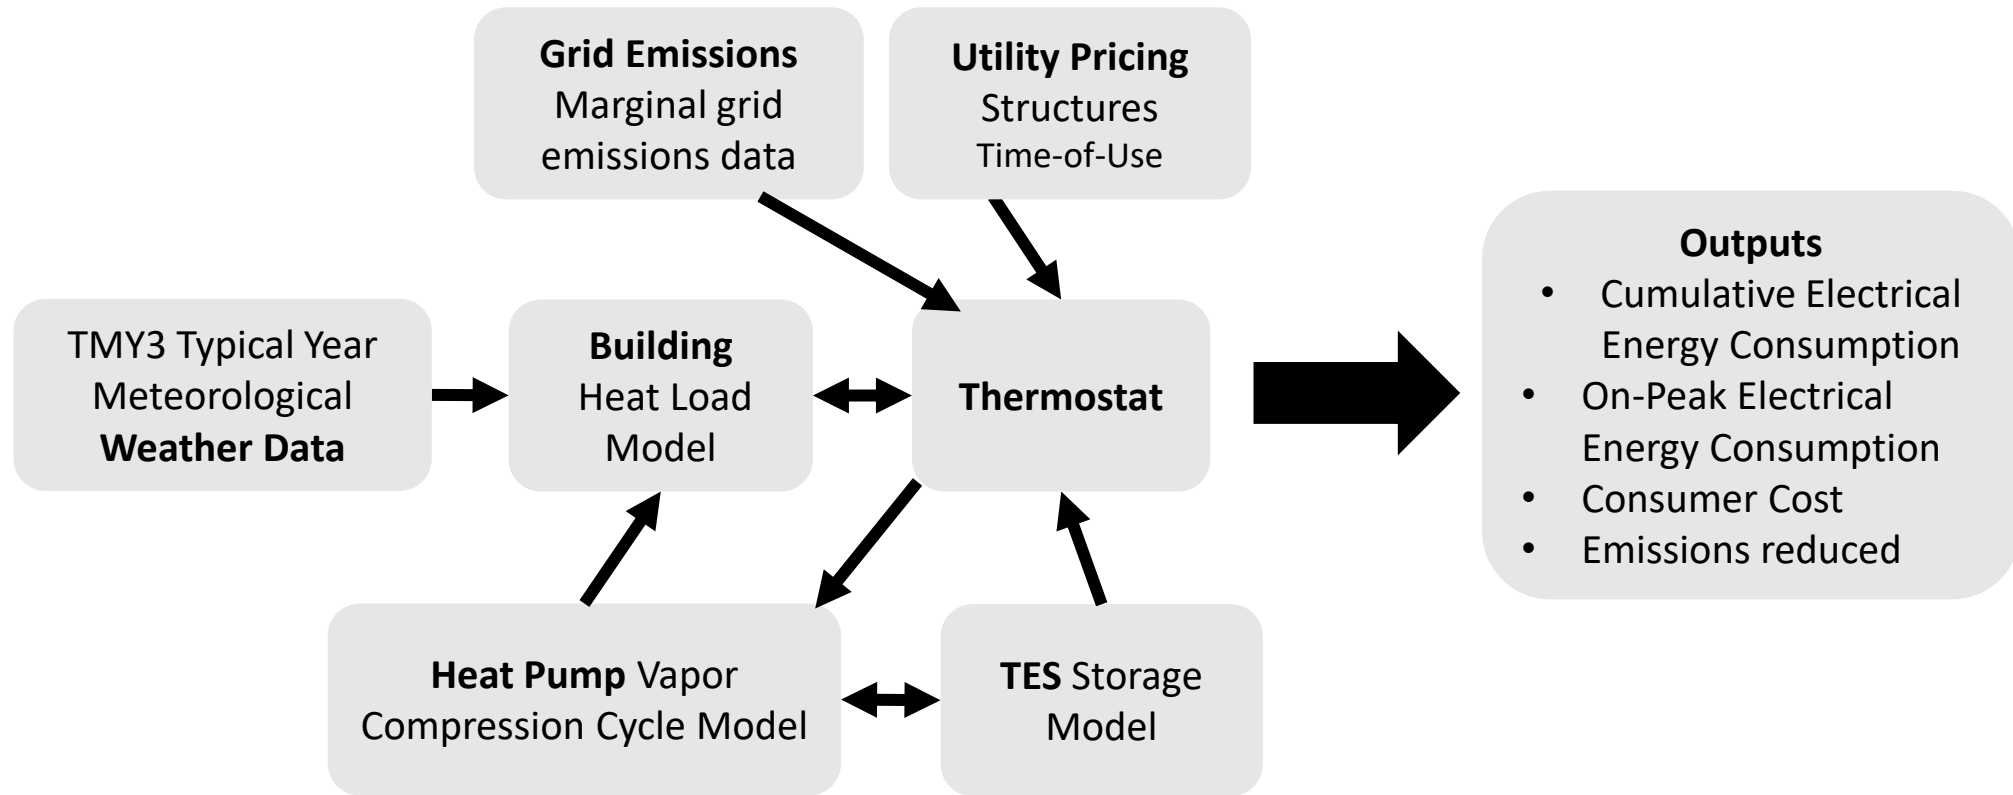 Grid Emissions
Marginal grid
emissions data
Utility Pricing
Structures
Time-of-Use
TMY3 Typical Year
Meteorological
Weather Data
Building
Heat Load
Model
Thermostat
Heat Pump Vapor
Compression Cycle Model
TES Storage
Model
Outputs
• Cumulative Electrical
Energy Consumption
• On-Peak Electrical
Energy Consumption
• Consumer Cost
• Emissions reduced